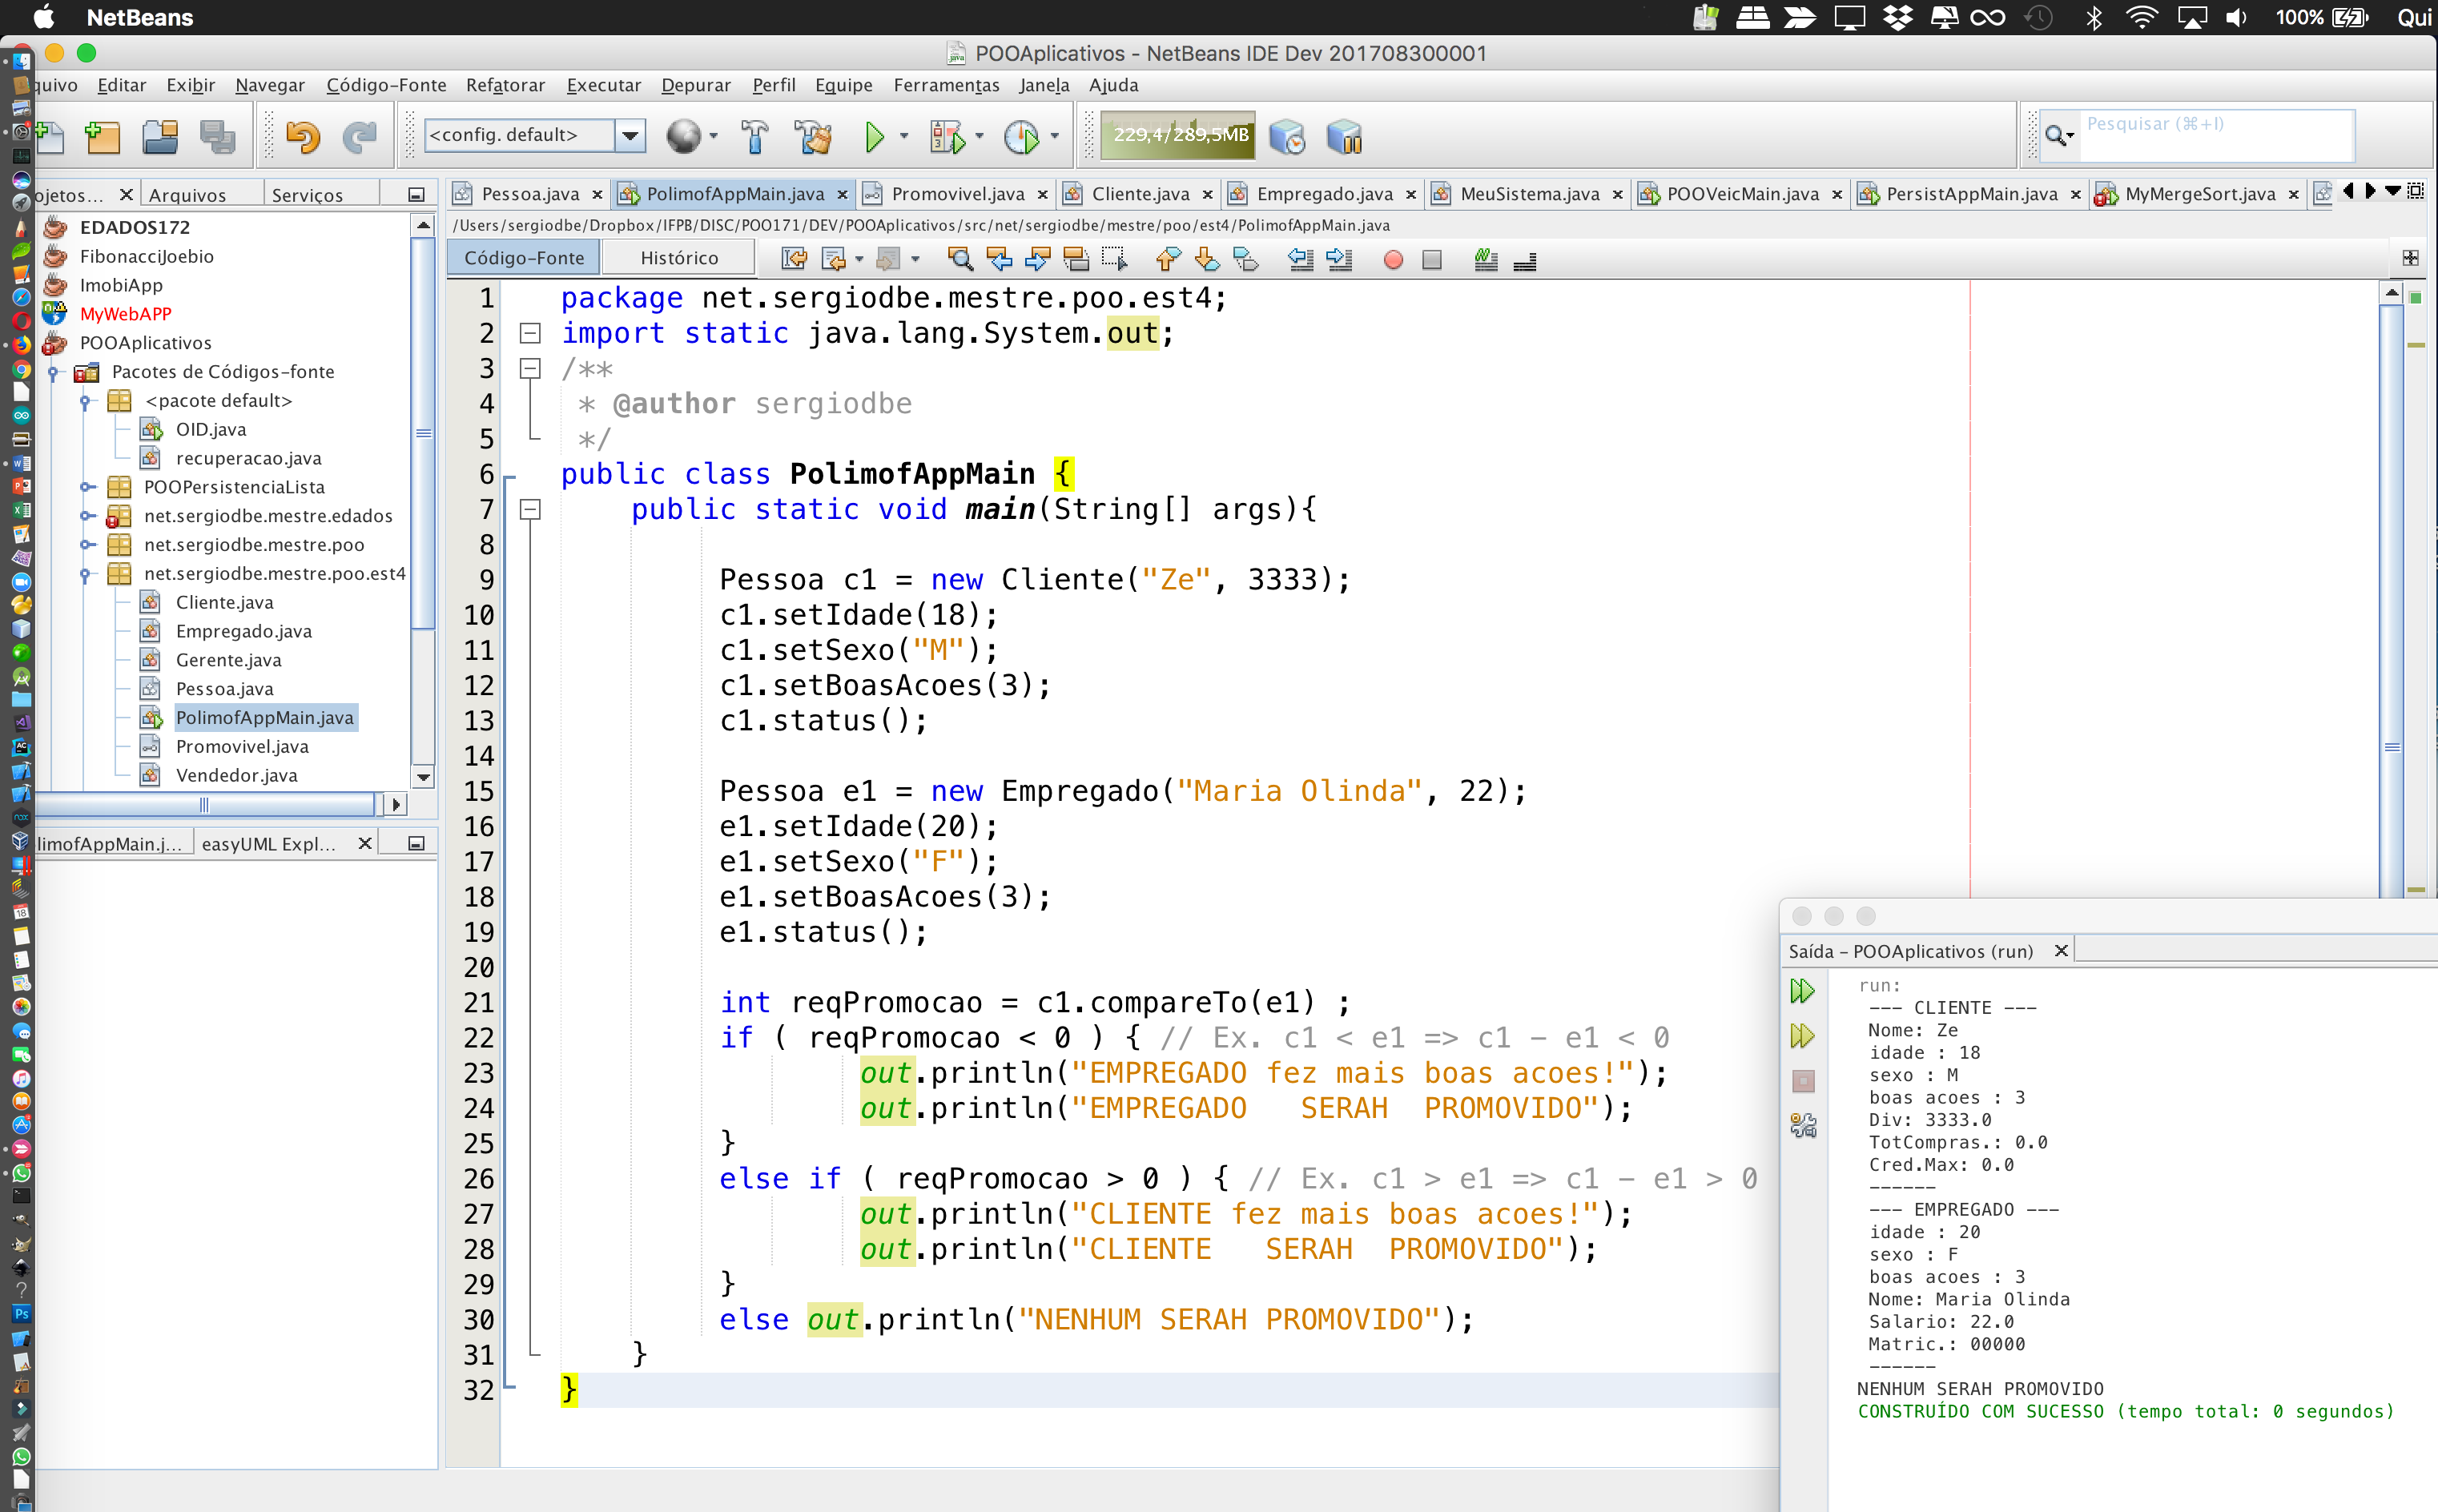 NetBeans
100%
Qui
POOAplicativos - NetBeans IDE Dev 201708300001
quivo Editar Exibir Navegar Código-Fonte Refatorar Executar Depurar Perfil Equipe Ferramentas Janela Ajuda
<config. default>
229,4/289,5MB
Pesquisar (⌘+I)
ojetos... Arquivos Serviços
Pessoa.java PolimofAppMain.java Promovivel.java Cliente.java Empregado.java MeuSistema.java POOVeicMain.java PersistAppMain.java MyMergeSort.java
/Users/sergiodbe/Dropbox/IFPB/DISC/POO171/DEV/POOAplicativos/src/net/sergiodbe/mestre/poo/est4/PolimofAppMain.java
Código-Fonte Histórico
EDADOS172
FibonacciJoebio
ImobiApp
MyWebAPP
POOAplicativos
Pacotes de Códigos-fonte
<pacote default>
OID.java
recuperacao.java
POOPersistenciaLista
net.sergiodbe.mestre.edados
net.sergiodbe.mestre.poo
net.sergiodbe.mestre.poo.est4
Cliente.java
Empregado.java
Gerente.java
Pessoa.java
PolimofAppMain.java
Promovivel.java
Vendedor.java
limofAppMain.j... easyUML Expl...
1 package net.sergiodbe.mestre.poo.est4;
2 import static java.lang.System.out;
3 /**
4 * @author sergiodbe
5 */
6 public class PolimofAppMain {
7 public static void main(String[] args){
8
9 Pessoa c1 = new Cliente("Ze", 3333);
10 c1.setIdade(18);
11 c1.setSexo("M");
12 c1.setBoasAcoes(3);
13 c1.status();
14
15 Pessoa e1 = new Empregado("Maria Olinda", 22);
16 e1.setIdade(20);
17 e1.setSexo("F");
18 e1.setBoasAcoes(3);
19 e1.status();
20
21 int reqPromocao = c1.compareTo(e1) ;
22 if ( reqPromocao < 0 ) { // Ex. c1 < e1 => c1 - e1 < 0
23 out.println("EMPREGADO fez mais boas acoes!");
24 out.println("EMPREGADO   SERAH  PROMOVIDO");
25 }
26 else if ( reqPromocao > 0 ) { // Ex. c1 > e1 => c1 - e1 > 0
27 out.println("CLIENTE fez mais boas acoes!");
28 out.println("CLIENTE   SERAH  PROMOVIDO");
29 }
30 else out.println("NENHUM SERAH PROMOVIDO");
31 }
32 }
Saída - POOAplicativos (run)
run:
--- CLIENTE ---
Nome: Ze
idade : 18
sexo : M
boas acoes : 3
Div: 3333.0
TotCompras.: 0.0
Cred.Max: 0.0
------
--- EMPREGADO ---
idade : 20
sexo : F
boas acoes : 3
Nome: Maria Olinda
Salario: 22.0
Matric.: 00000
------
NENHUM SERAH PROMOVIDO
CONSTRUÍDO COM SUCESSO (tempo total: 0 segundos)